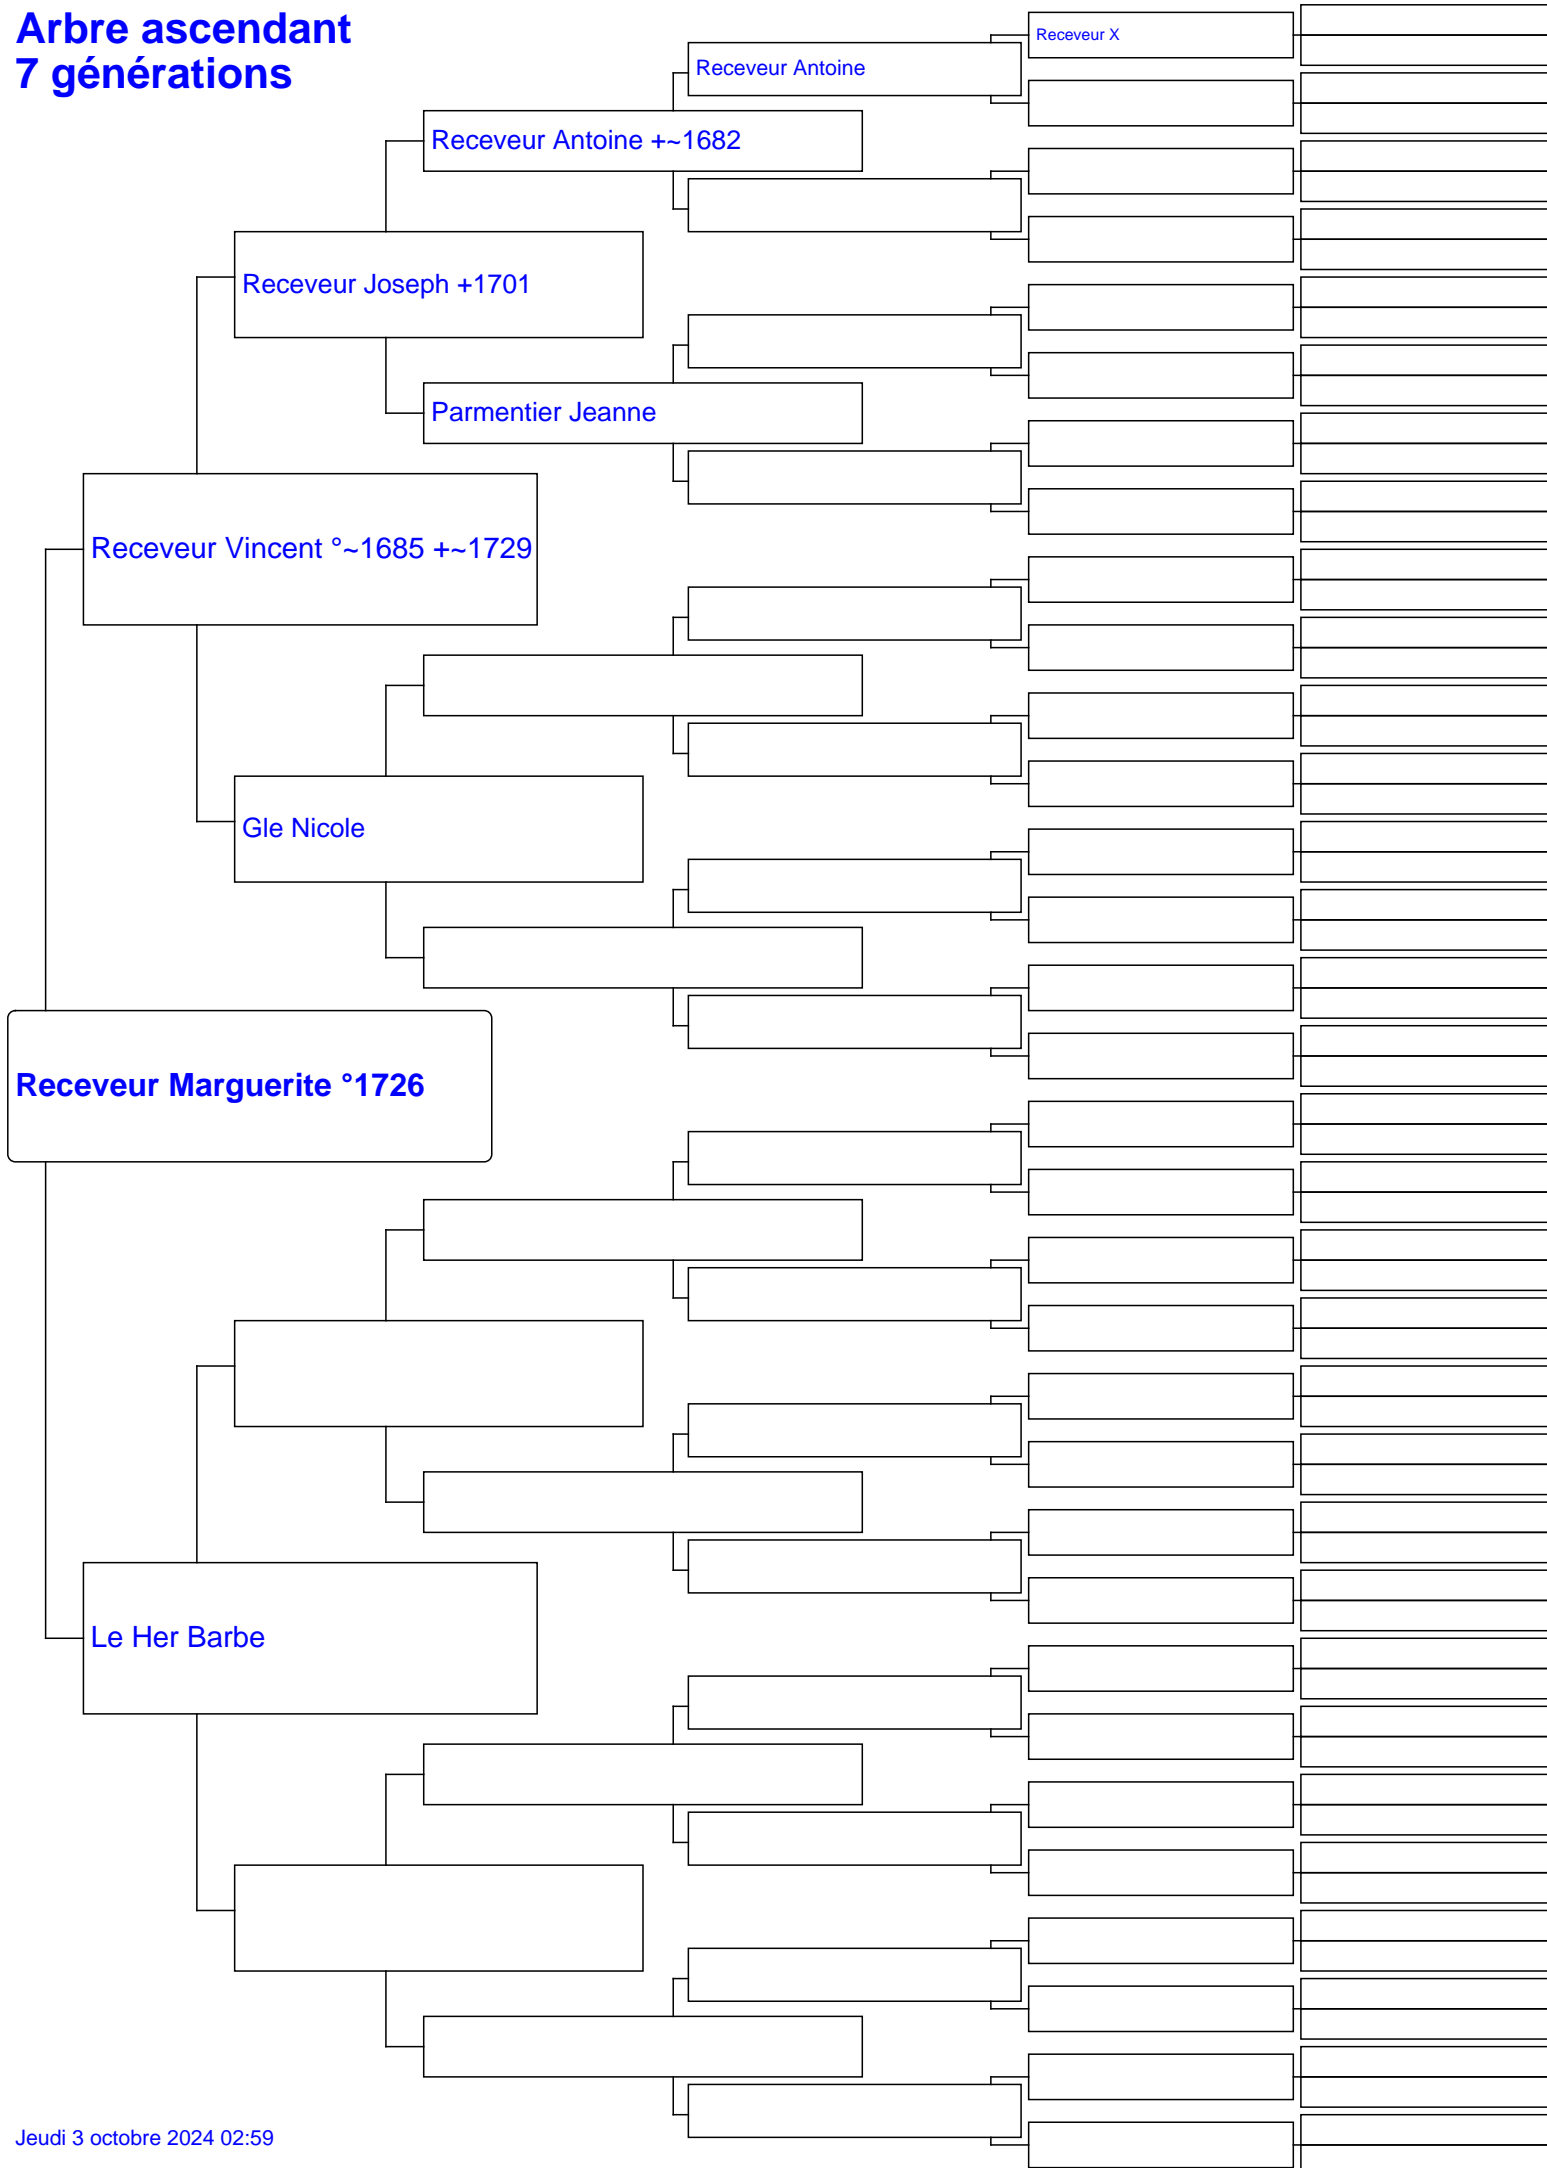 Arbre ascendant
7 générations
Receveur X
Receveur Antoine
Receveur Antoine +~1682
Receveur Joseph +1701
Parmentier Jeanne
Receveur Vincent °~1685 +~1729
Gle Nicole
Receveur Marguerite °1726
Le Her Barbe
Jeudi 3 octobre 2024 02:59